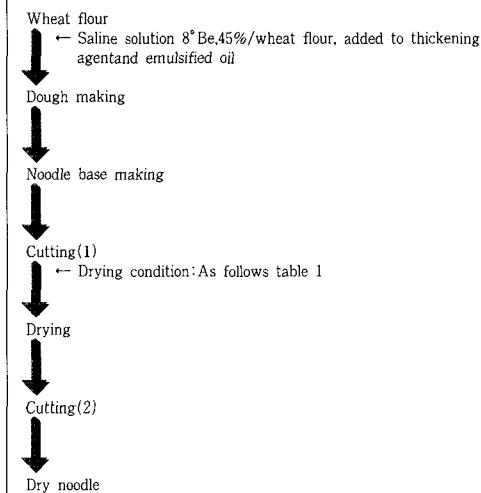 Wheat flour
← Saline solution 8°Be,45%/wheat flour, added to thickening
agentand emulsified oil
Dough making
Noodle base making
Cutting(1)
← Drying condition:As follows table 1
Drying
Cutting(2)
Dry noodle